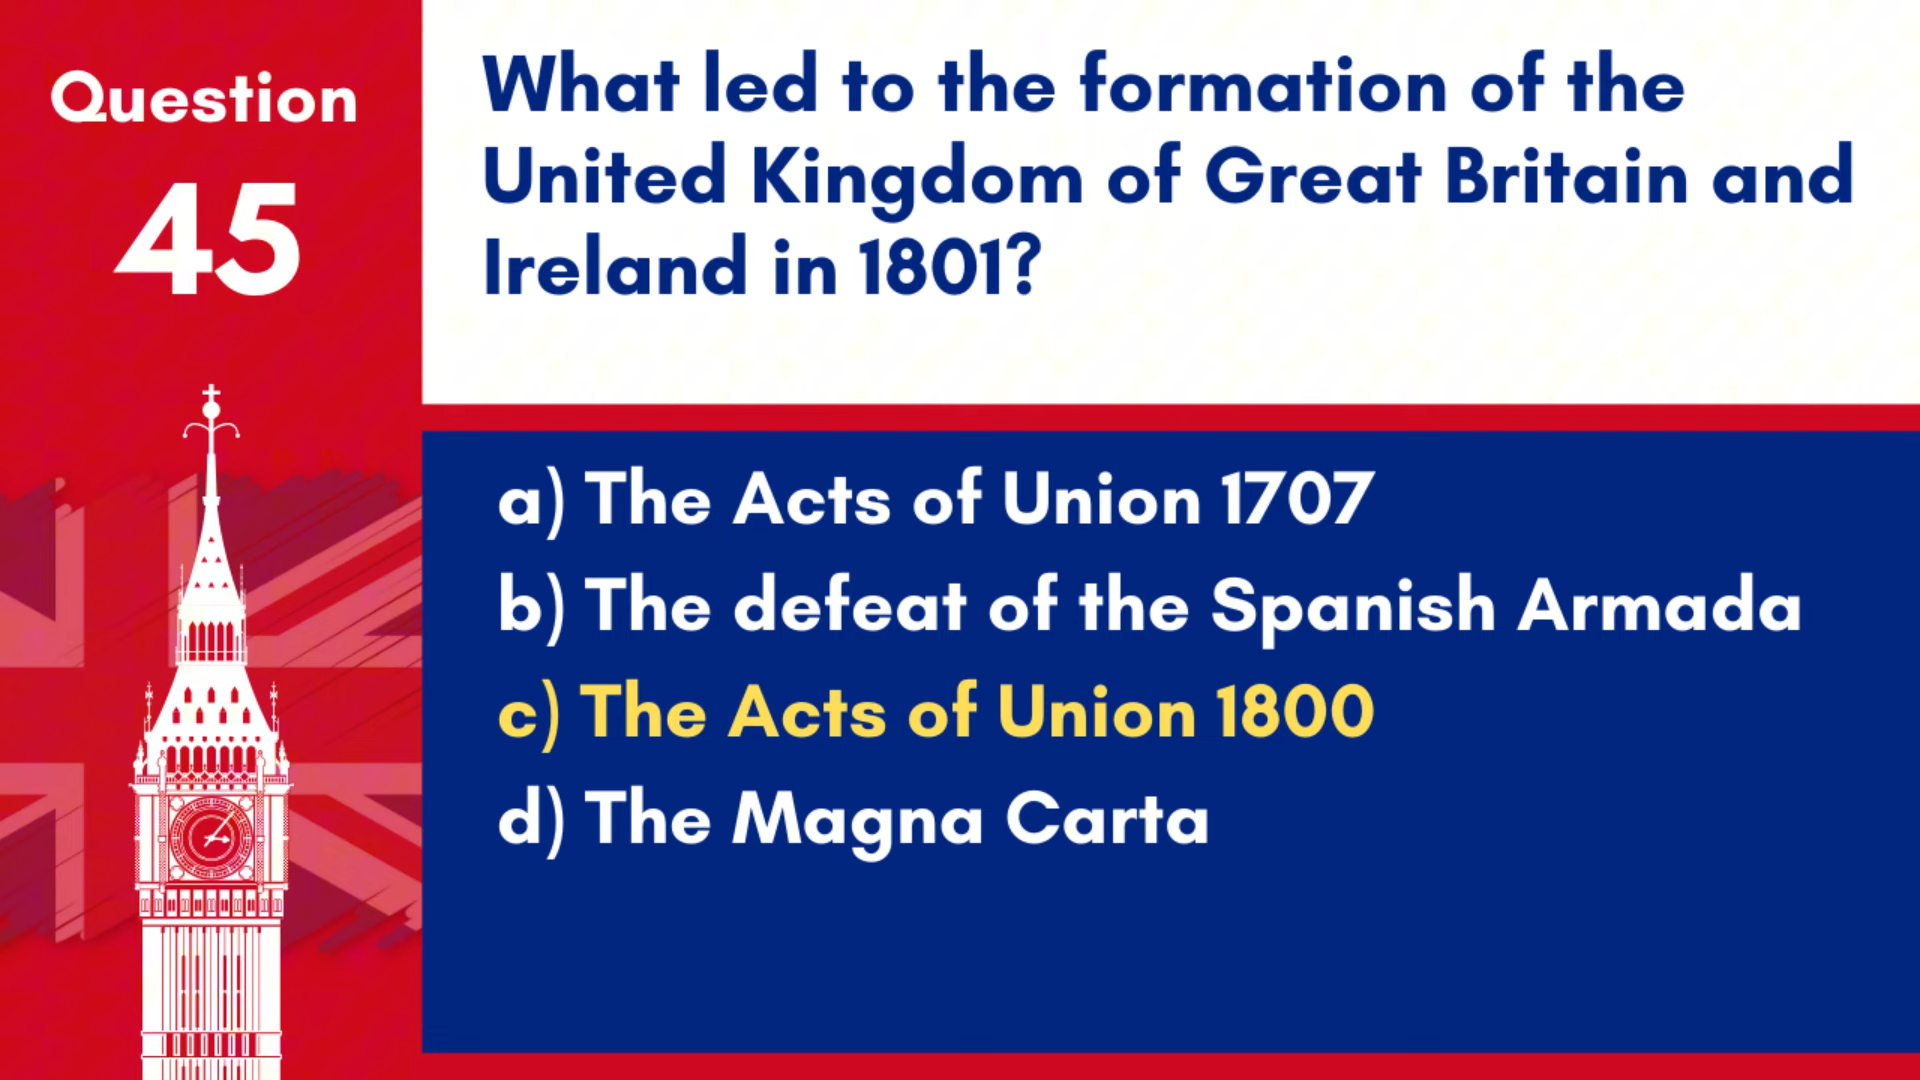 Question
45
What led to the formation of the
United Kingdom of Great Britain and
Ireland in 1801?
a) The Acts of Union 1707
b) The defeat of the Spanish Armada
c) The Acts of Union 1800
d) The Magna Carta